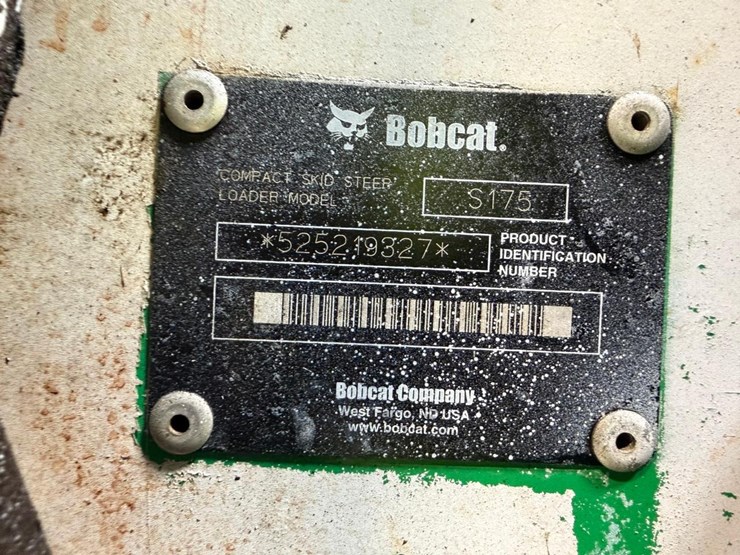 Bobcat.
COMPACT SKID STEER
LOADER MODEL
S175
*525219327*
PRODUCT
IDENTIFICATION
NUMBER
Bobcat Company
West Fargo, ND USA
www.bobcat.com